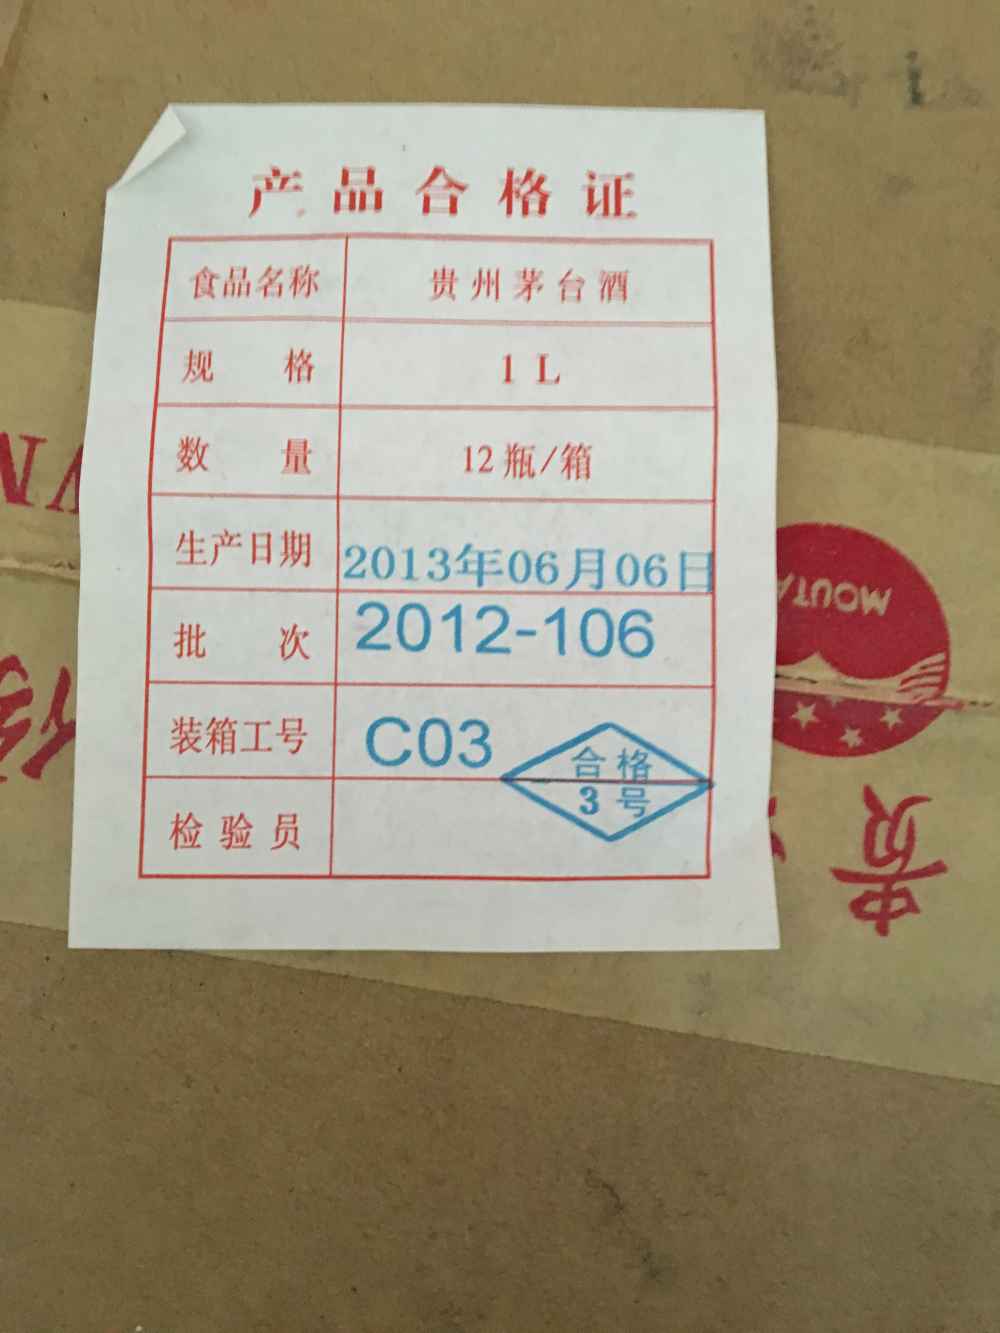 产品合格证
食品名称 贵州茅台酒
规 格 1 L
数 量 12瓶/箱
生产日期 2013年06月06日
批 次 2012-106
装箱工号 C03
检验员
合格
3号
MOUTA
贵